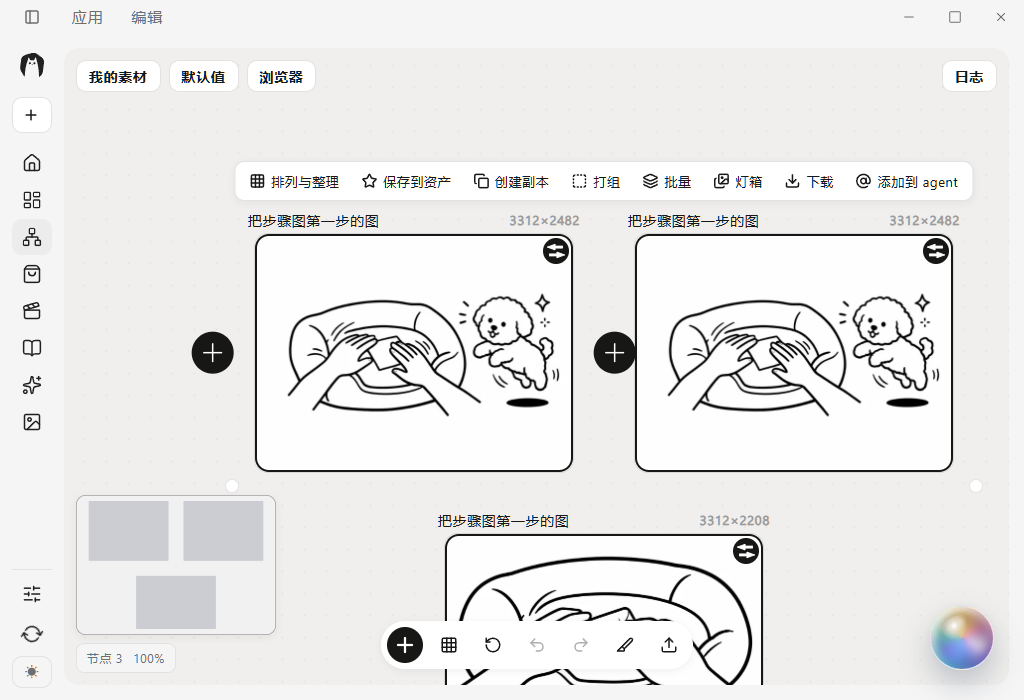 应用 编辑
我的素材 默认值 浏览器 日志
排列与整理 保存到资产 创建副本 打组 批量 灯箱 下载 添加到 agent
把步骤图第一步的图 3312×2482 把步骤图第一步的图 3312×2482
把步骤图第一步的图 3312×2208
节点 3 100%